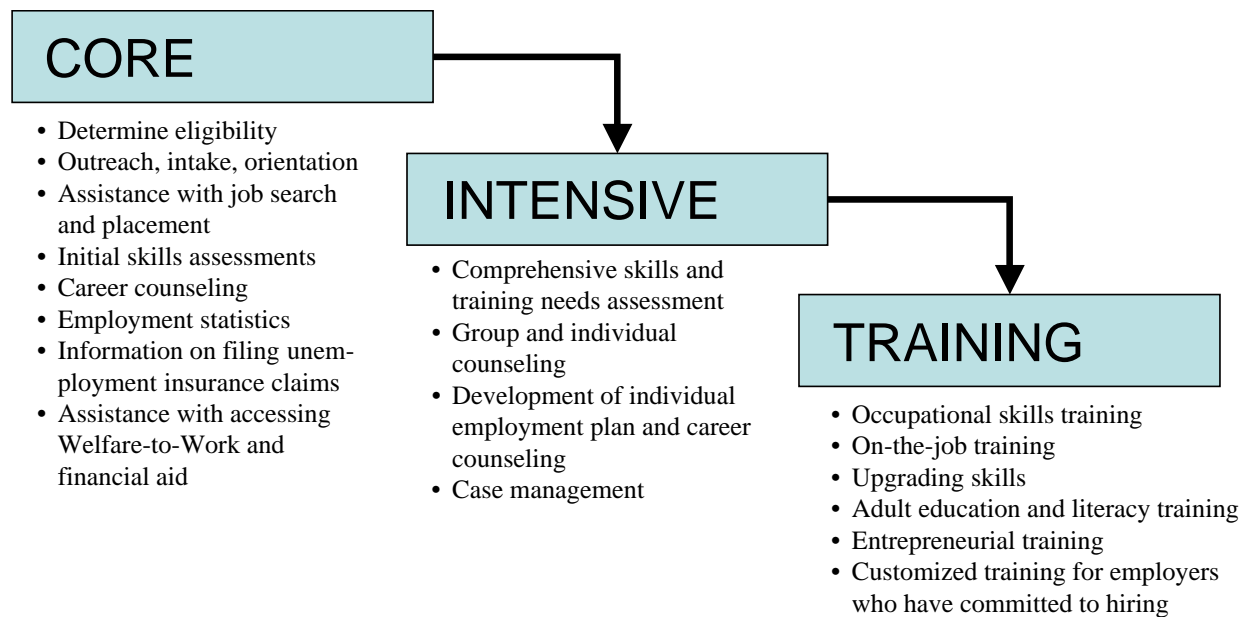 CORE
• Determine eligibility
• Outreach, intake, orientation
• Assistance with job search
and placement
• Initial skills assessments
• Career counseling
• Employment statistics
• Information on filing unem-
ployment insurance claims
• Assistance with accessing
Welfare-to-Work and
financial aid
INTENSIVE
• Comprehensive skills and
training needs assessment
• Group and individual
counseling
• Development of individual
employment plan and career
counseling
• Case management
TRAINING
• Occupational skills training
• On-the-job training
• Upgrading skills
• Adult education and literacy training
• Entrepreneurial training
• Customized training for employers
who have committed to hiring